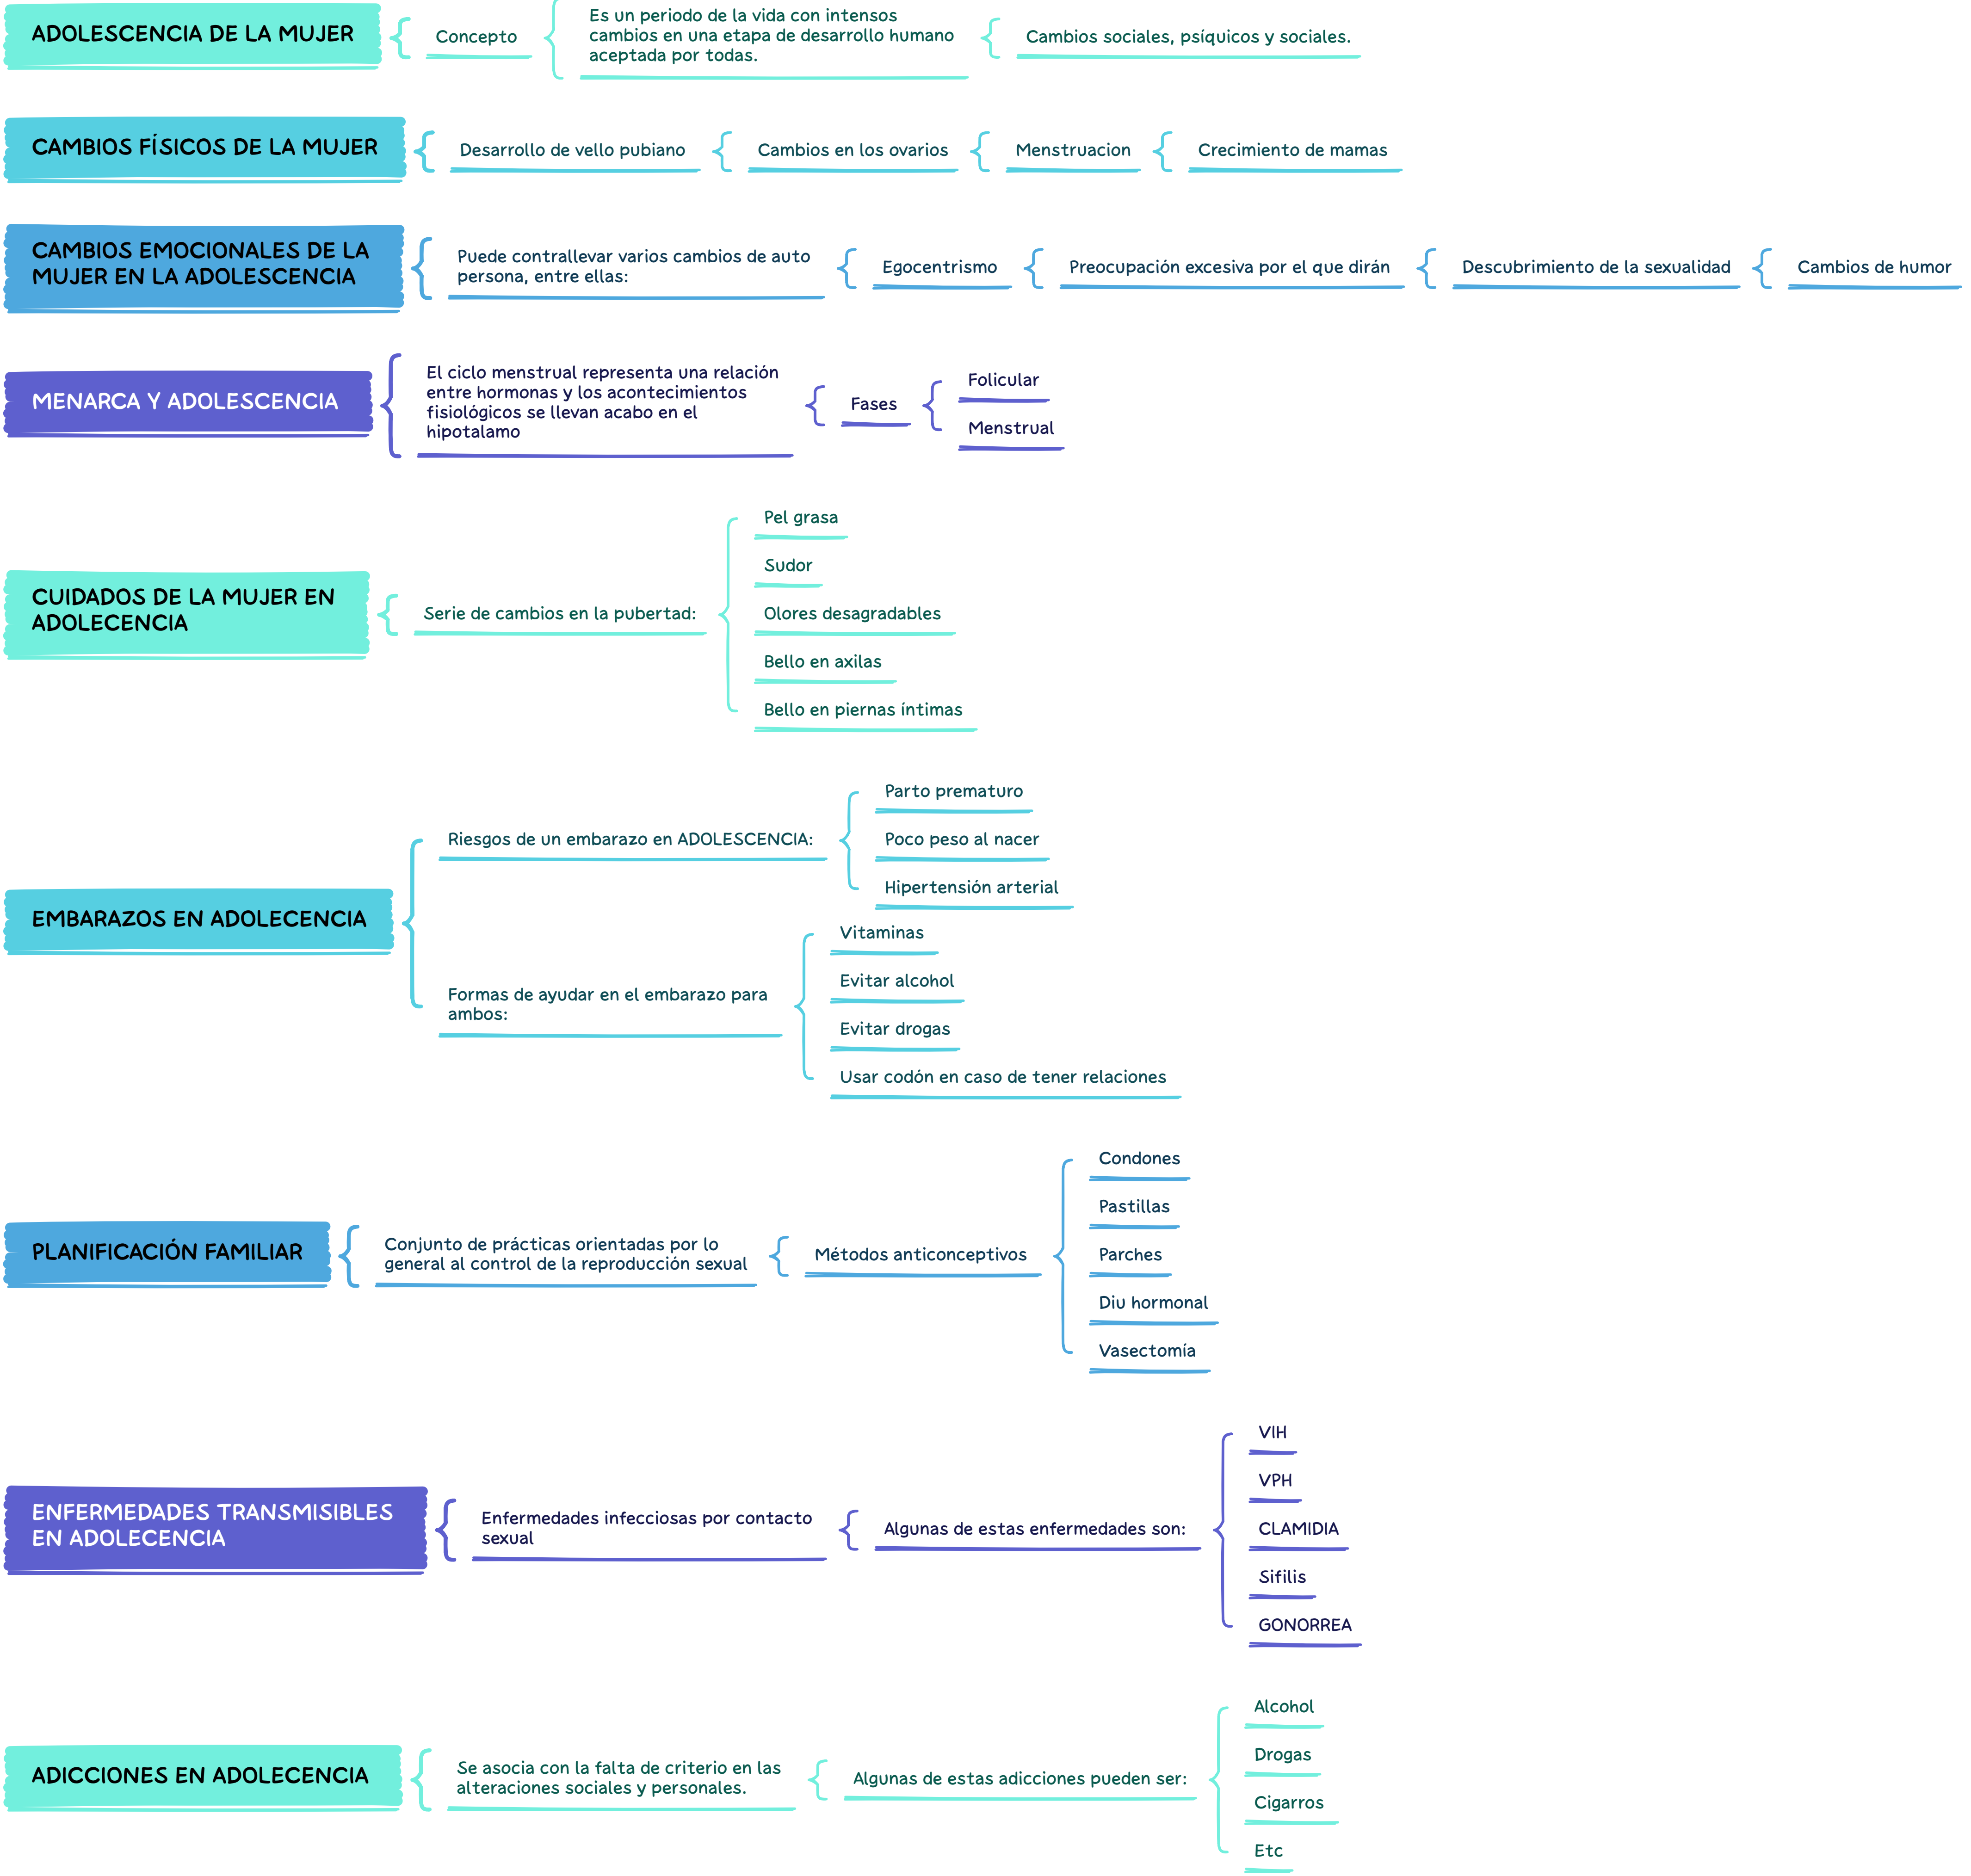 ADOLESCENCIA DE LA MUJER
Concepto
Es un periodo de la vida con intensos
cambios en una etapa de desarrollo humano
aceptada por todas.
Cambios sociales, psíquicos y sociales.
CAMBIOS FÍSICOS DE LA MUJER
Desarrollo de vello pubiano
Cambios en los ovarios
Menstruacion
Crecimiento de mamas
CAMBIOS EMOCIONALES DE LA
MUJER EN LA ADOLESCENCIA
Puede contrallevar varios cambios de auto
persona, entre ellas:
Egocentrismo
Preocupación excesiva por el que dirán
Descubrimiento de la sexualidad
Cambios de humor
MENARCA Y ADOLESCENCIA
El ciclo menstrual representa una relación
entre hormonas y los acontecimientos
fisiológicos se llevan acabo en el
hipotalamo
Fases
Folicular
Menstrual
CUIDADOS DE LA MUJER EN
ADOLECENCIA
Serie de cambios en la pubertad:
Pel grasa
Sudor
Olores desagradables
Bello en axilas
Bello en piernas íntimas
EMBARAZOS EN ADOLECENCIA
Riesgos de un embarazo en ADOLESCENCIA:
Parto prematuro
Poco peso al nacer
Hipertensión arterial
Formas de ayudar en el embarazo para
ambos:
Vitaminas
Evitar alcohol
Evitar drogas
Usar codón en caso de tener relaciones
PLANIFICACIÓN FAMILIAR
Conjunto de prácticas orientadas por lo
general al control de la reproducción sexual
Métodos anticonceptivos
Condones
Pastillas
Parches
Diu hormonal
Vasectomía
ENFERMEDADES TRANSMISIBLES
EN ADOLECENCIA
Enfermedades infecciosas por contacto
sexual
Algunas de estas enfermedades son:
VIH
VPH
CLAMIDIA
Sifilis
GONORREA
ADICCIONES EN ADOLECENCIA
Se asocia con la falta de criterio en las
alteraciones sociales y personales.
Algunas de estas adicciones pueden ser:
Alcohol
Drogas
Cigarros
Etc